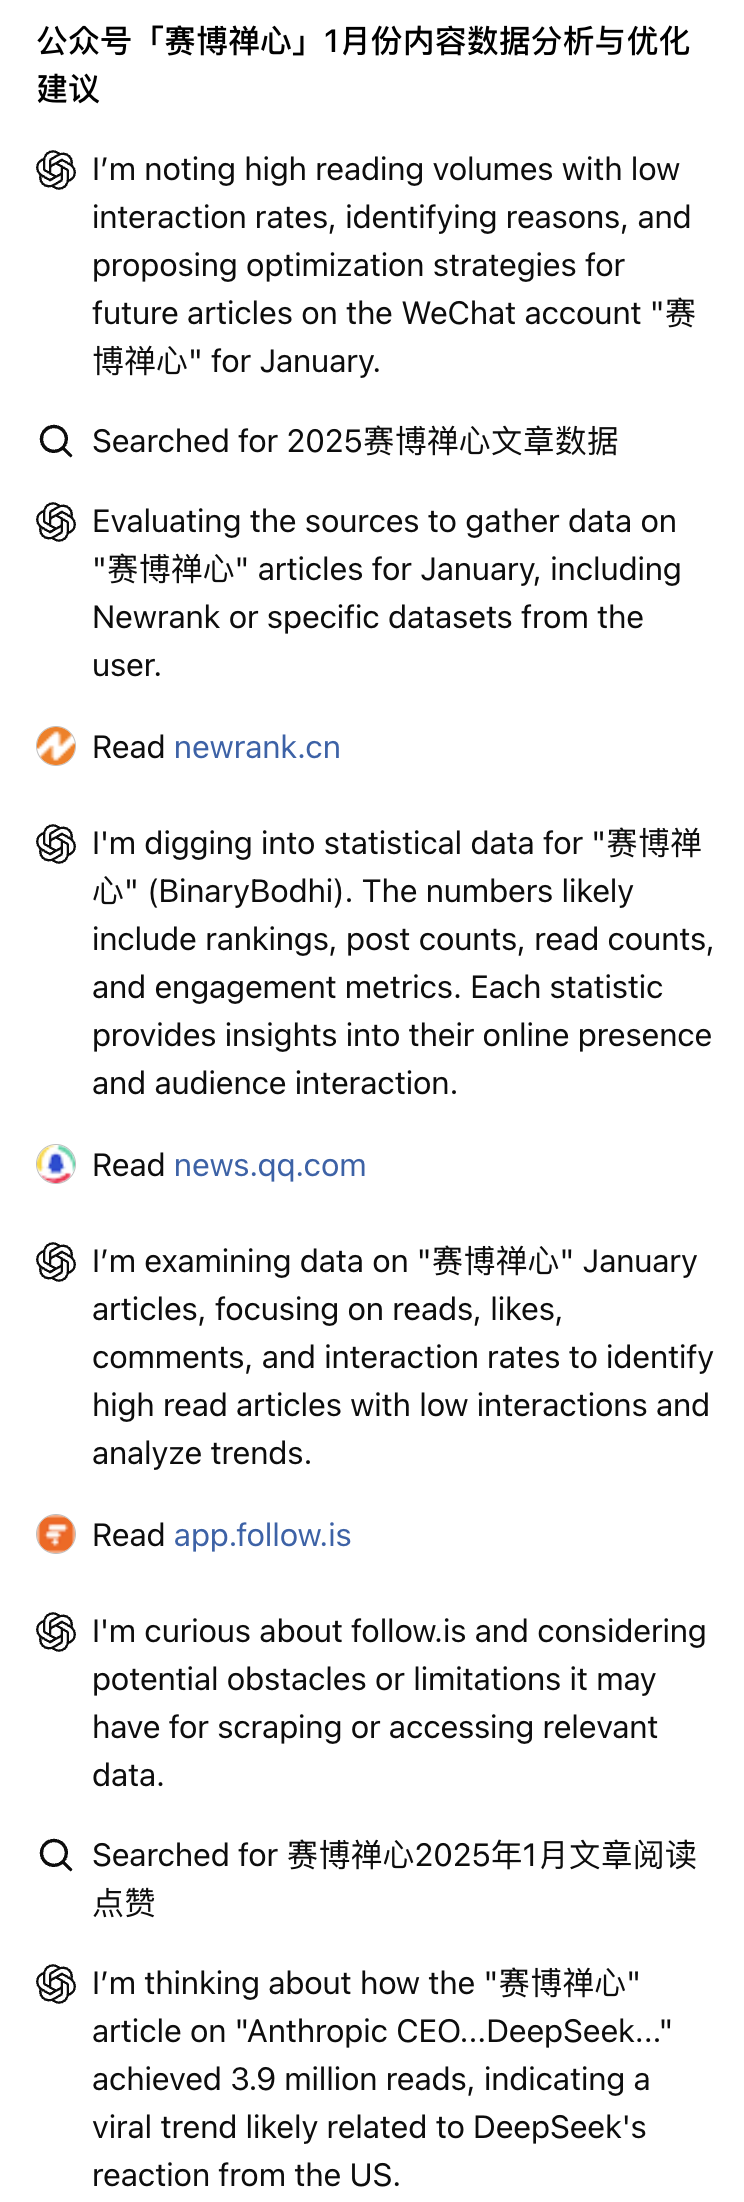 公众号「赛博禅心」1月份内容数据分析与优化
建议
I’m noting high reading volumes with low
interaction rates, identifying reasons, and
proposing optimization strategies for
future articles on the WeChat account "赛
博禅心" for January.
Searched for 2025赛博禅心文章数据
Evaluating the sources to gather data on
"赛博禅心" articles for January, including
Newrank or specific datasets from the
user.
Read newrank.cn
I'm digging into statistical data for "赛博禅
心" (BinaryBodhi). The numbers likely
include rankings, post counts, read counts,
and engagement metrics. Each statistic
provides insights into their online presence
and audience interaction.
Read news.qq.com
I’m examining data on "赛博禅心" January
articles, focusing on reads, likes,
comments, and interaction rates to identify
high read articles with low interactions and
analyze trends.
Read app.follow.is
I'm curious about follow.is and considering
potential obstacles or limitations it may
have for scraping or accessing relevant
data.
Searched for 赛博禅心2025年1月文章阅读
点赞
I’m thinking about how the "赛博禅心"
article on "Anthropic CEO...DeepSeek..."
achieved 3.9 million reads, indicating a
viral trend likely related to DeepSeek's
reaction from the US.